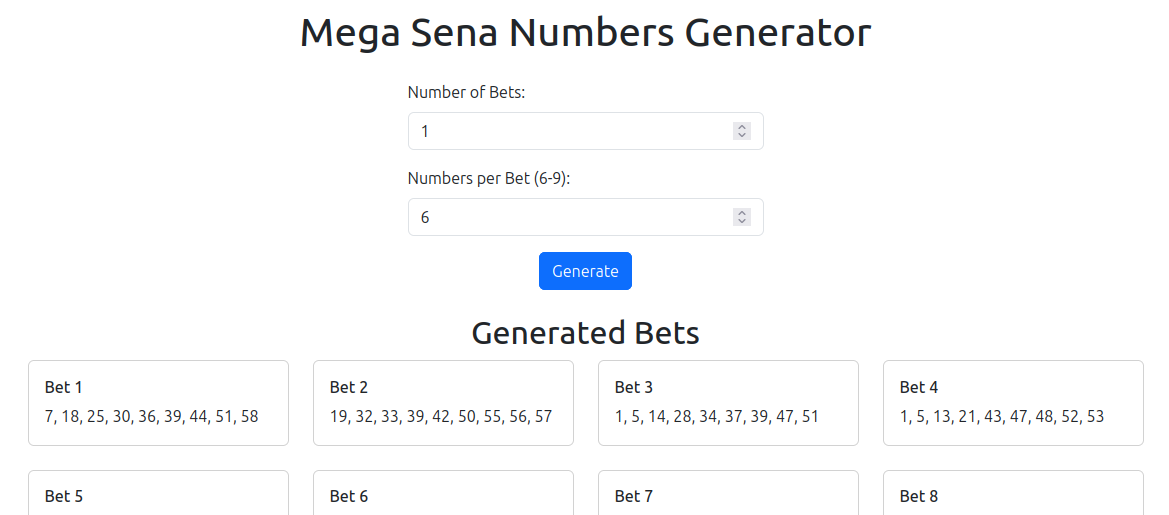 Mega Sena Numbers Generator
Number of Bets:
1
Numbers per Bet (6-9):
6
Generate
Generated Bets
Bet 1
7, 18, 25, 30, 36, 39, 44, 51, 58
Bet 2
19, 32, 33, 39, 42, 50, 55, 56, 57
Bet 3
1, 5, 14, 28, 34, 37, 39, 47, 51
Bet 4
1, 5, 13, 21, 43, 47, 48, 52, 53
Bet 5
Bet 6
Bet 7
Bet 8